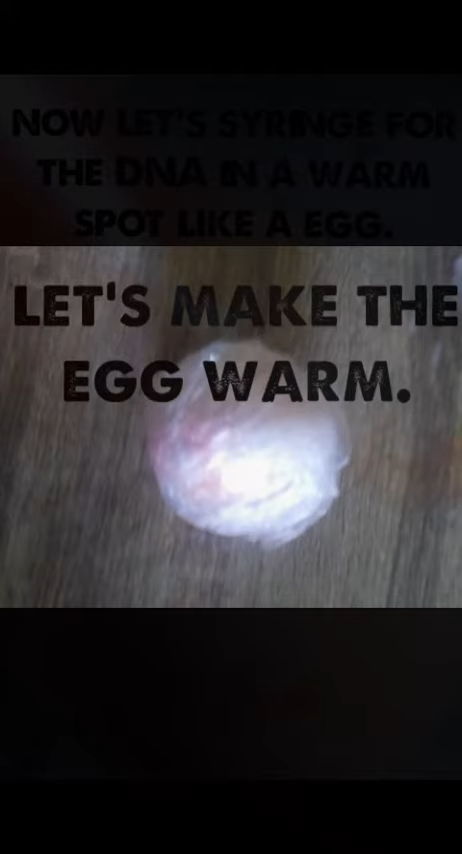 NOW LET'S SYRINGE FOR
THE DNA IN A WARM
SPOT LIKE A EGG.
LET'S MAKE THE
EGG WARM.